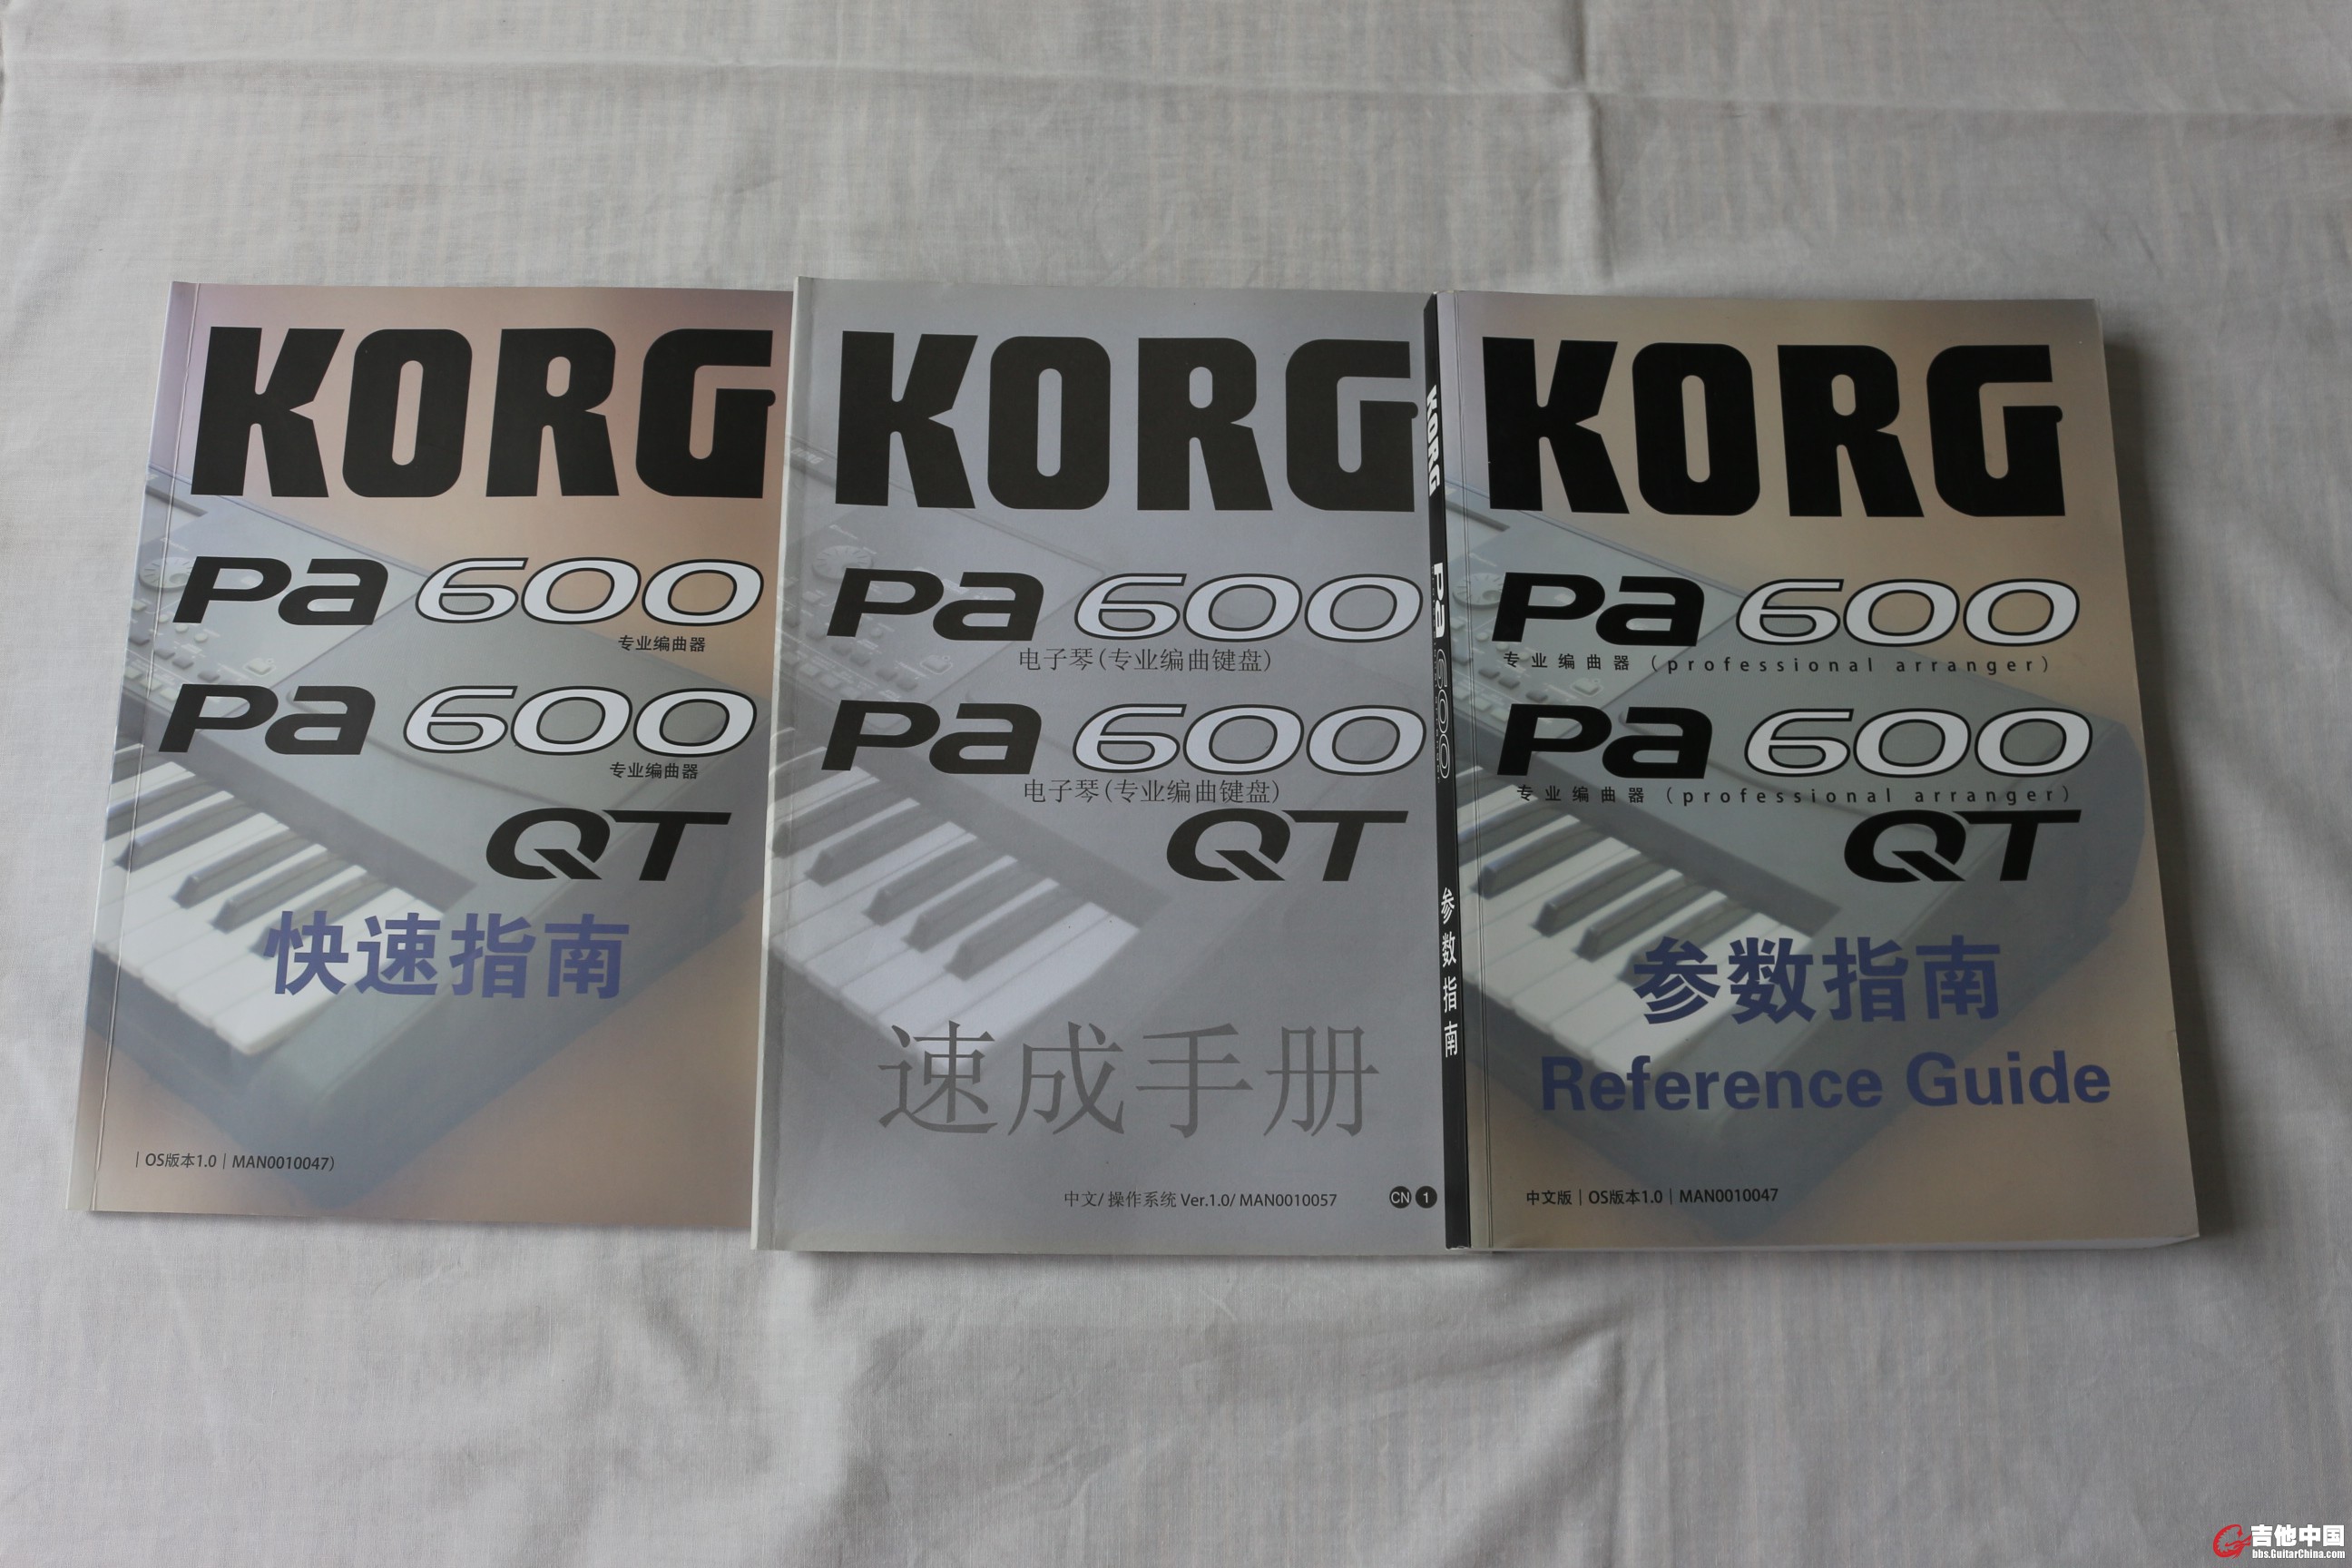 KORG
Pa 600
专业编曲器
Pa 600
专业编曲器
QT
快速指南
| OS版本1.0 | MAN0010047)
KORG
Pa 600
电子琴(专业编曲键盘)
Pa 600
电子琴(专业编曲键盘)
QT
速成手册
中文/ 操作系统 Ver.1.0/ MAN0010057
CN 1
KORG
Pa 600
参数指南
KORG
Pa 600
专业编曲器 (professional arranger)
Pa 600
专业编曲器 (professional arranger)
QT
参数指南
Reference Guide
中文版 | OS版本1.0 | MAN0010047
吉他中国
bbs.GuitarChina.com